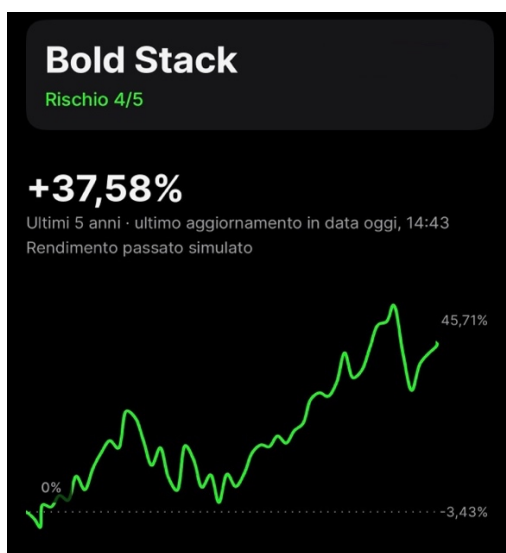 Bold Stack
Rischio 4/5
+37,58%
Ultimi 5 anni · ultimo aggiornamento in data oggi, 14:43
Rendimento passato simulato
45,71%
0%
-3,43%